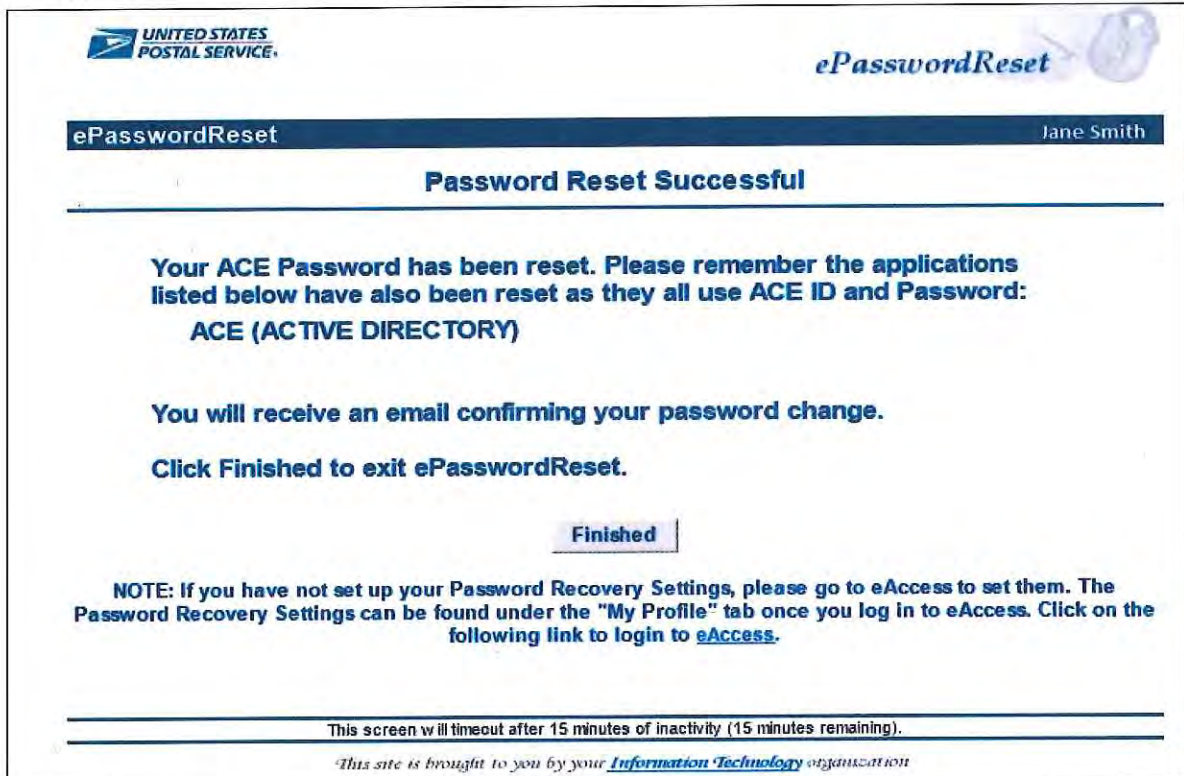 UNITED STATES
POSTAL SERVICE.
ePasswordReset
ePasswordReset
Jane Smith
Password Reset Successful
Your ACE Password has been reset. Please remember the applications
listed below have also been reset as they all use ACE ID and Password:
ACE (ACTIVE DIRECTORY)
You will receive an email confirming your password change.
Click Finished to exit ePasswordReset.
Finished
NOTE: If you have not set up your Password Recovery Settings, please go to eAccess to set them. The
Password Recovery Settings can be found under the "My Profile" tab once you log in to eAccess. Click on the
following link to login to eAccess.
This screen will timeout after 15 minutes of inactivity (15 minutes remaining).
This site is brought to you by your Information Technology organization